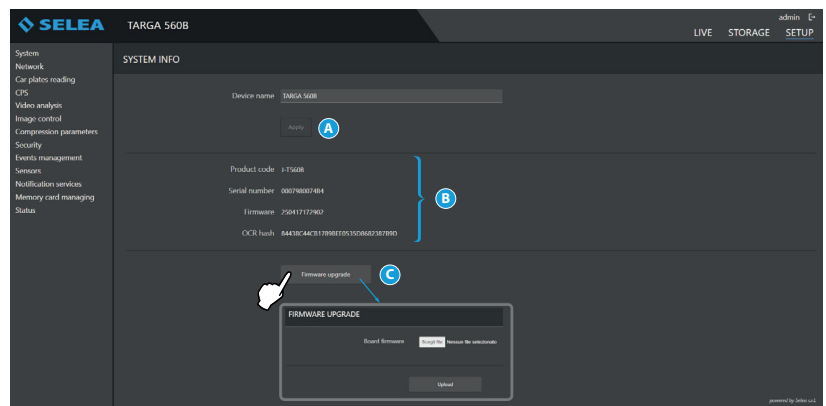 SELEA
TARGA 560B
admin
LIVE STORAGE SETUP
System
Network
Car plates reading
CPS
Video analysis
Image control
Compression parameters
Security
Events management
Sensors
Notification services
Memory card managing
Status
SYSTEM INFO
Device name TARGA 560B
Apply A
Product code J-T560B
Serial number 000798007484
Firmware 250417172902
OCR hash
B
Firmware upgrade C
FIRMWARE UPGRADE
Board firmware Scegli file Nessun file selezionato
Upload
powered by Selea s.r.l.